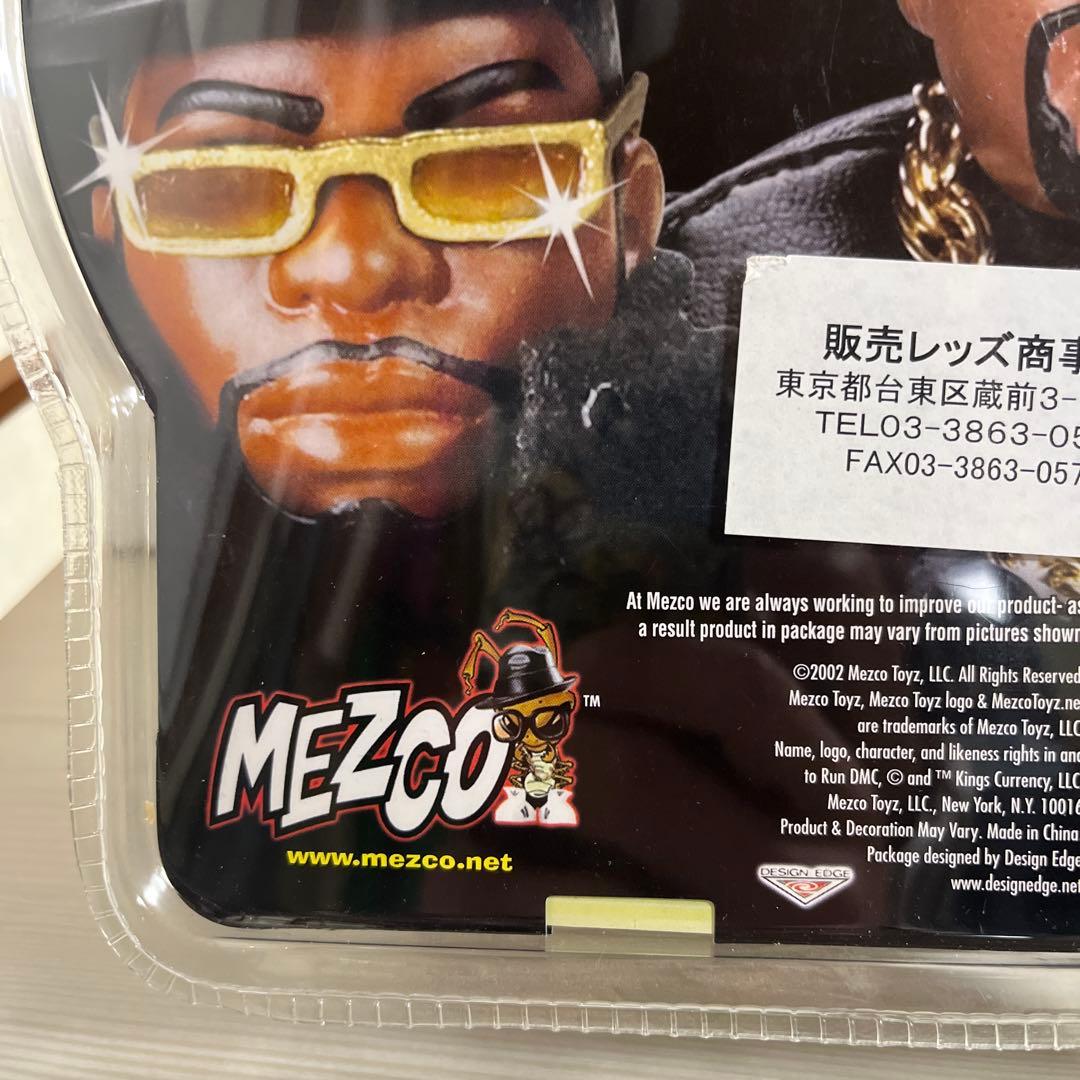 販売レッズ商事
東京都台東区蔵前3-
TEL03-3863-05
FAX03-3863-057
At Mezco we are always working to improve our product- as
a result product in package may vary from pictures shown
©2002 Mezco Toyz, LLC. All Rights Reserved
Mezco Toyz, Mezco Toyz logo & MezcoToyz.ne
are trademarks of Mezco Toyz, LLC
Name, logo, character, and likeness rights in and
to Run DMC, © and ™ Kings Currency, LLC
Mezco Toyz, LLC., New York, N.Y. 10016
Product & Decoration May Vary. Made in China
Package designed by Design Edge
www.designedge.net
MEZCO ™
www.mezco.net
DESIGN EDGE